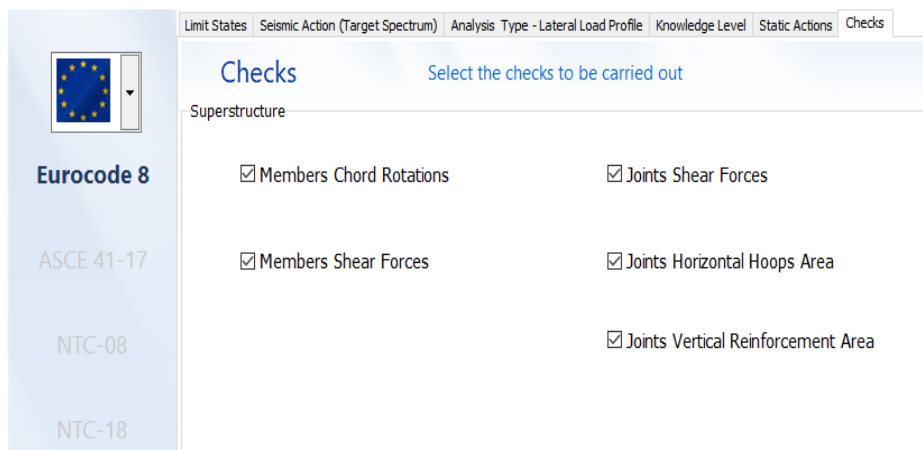 Limit States Seismic Action (Target Spectrum) Analysis Type - Lateral Load Profile Knowledge Level Static Actions Checks
Checks Select the checks to be carried out
Superstructure
Eurocode 8
ASCE 41-17
NTC-08
NTC-18
Members Chord Rotations Joints Shear Forces
Members Shear Forces Joints Horizontal Hoops Area
Joints Vertical Reinforcement Area